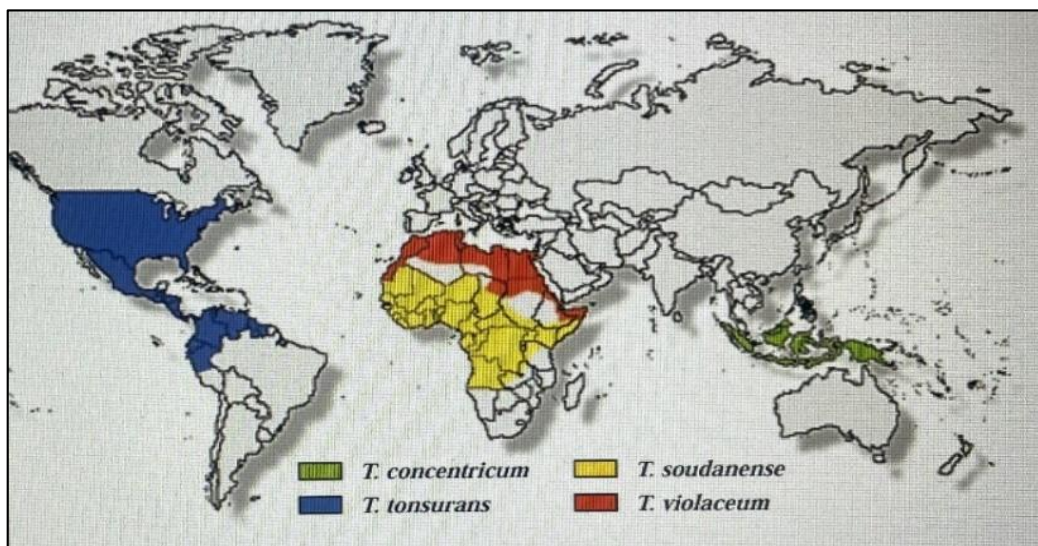 T. concentricum
T. soudanense
T. tonsurans
T. violaceum